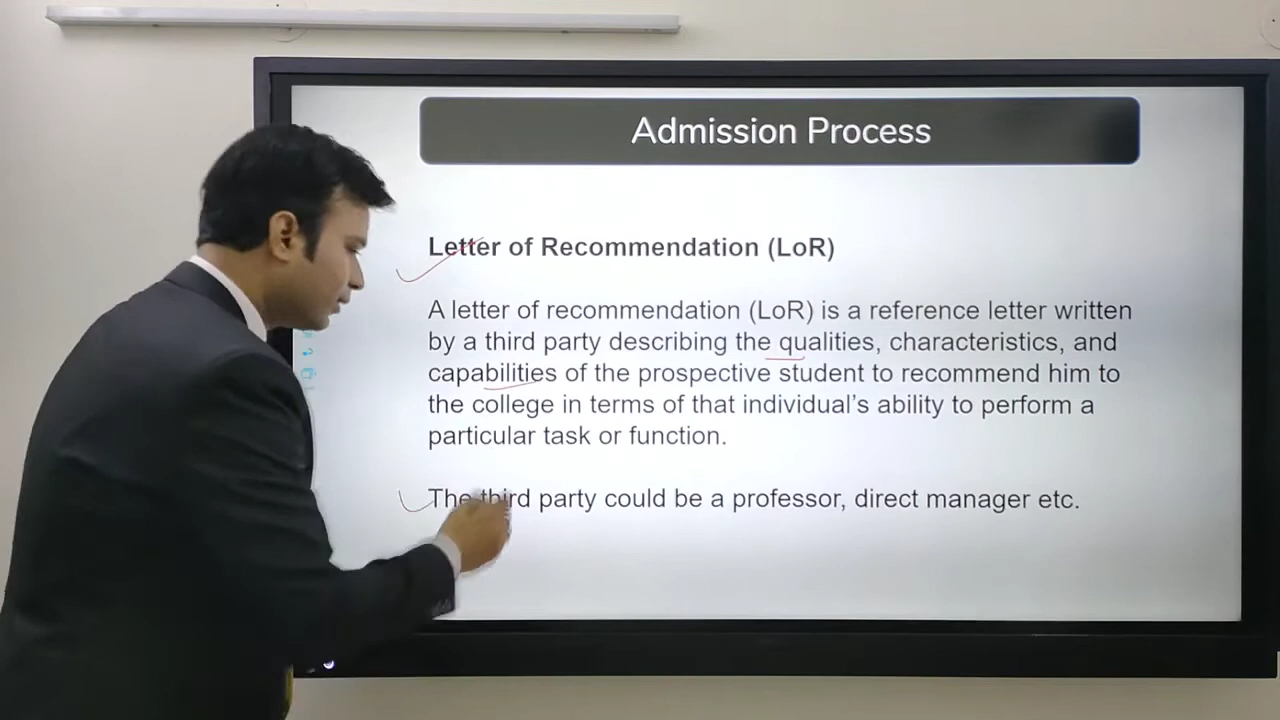 Admission Process
Letter of Recommendation (LoR)
A letter of recommendation (LoR) is a reference letter written
by a third party describing the qualities, characteristics, and
capabilities of the prospective student to recommend him to
the college in terms of that individual's ability to perform a
particular task or function.
The third party could be a professor, direct manager etc.